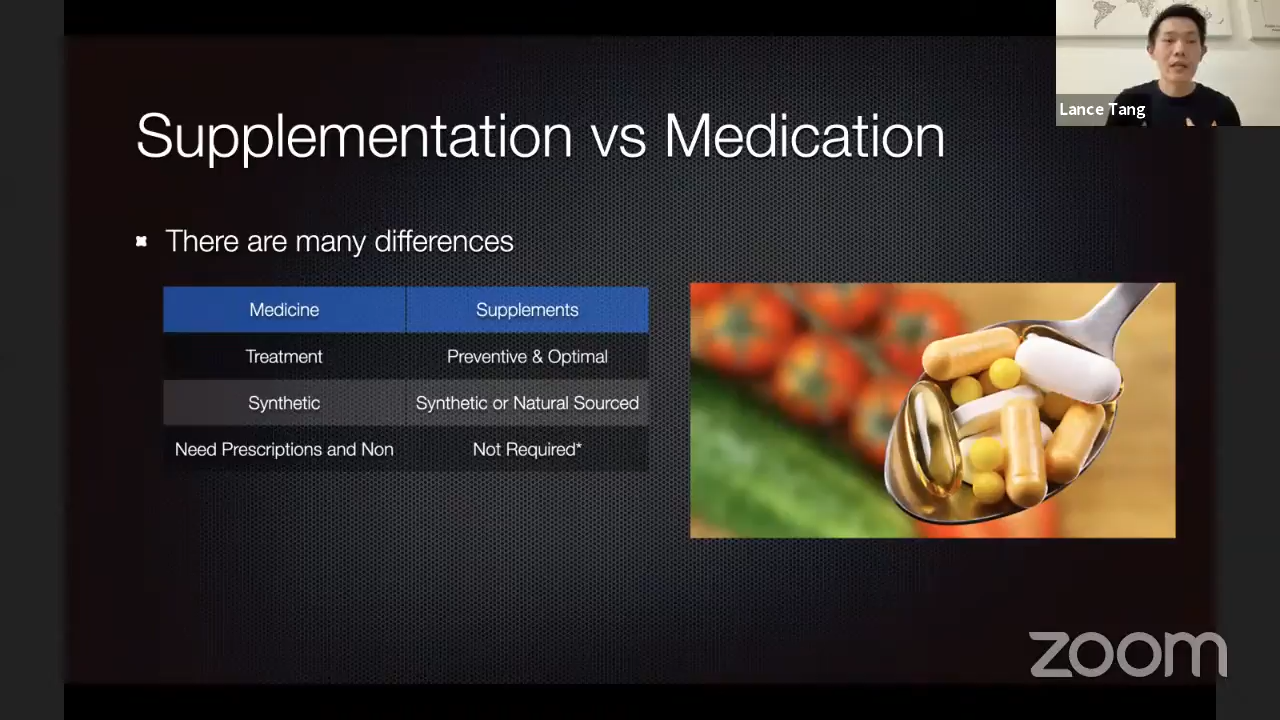 Lance Tang
Supplementation vs Medication
There are many differences
Medicine Supplements
Treatment Preventive & Optimal
Synthetic Synthetic or Natural Sourced
Need Prescriptions and Non Not Required*
zoom